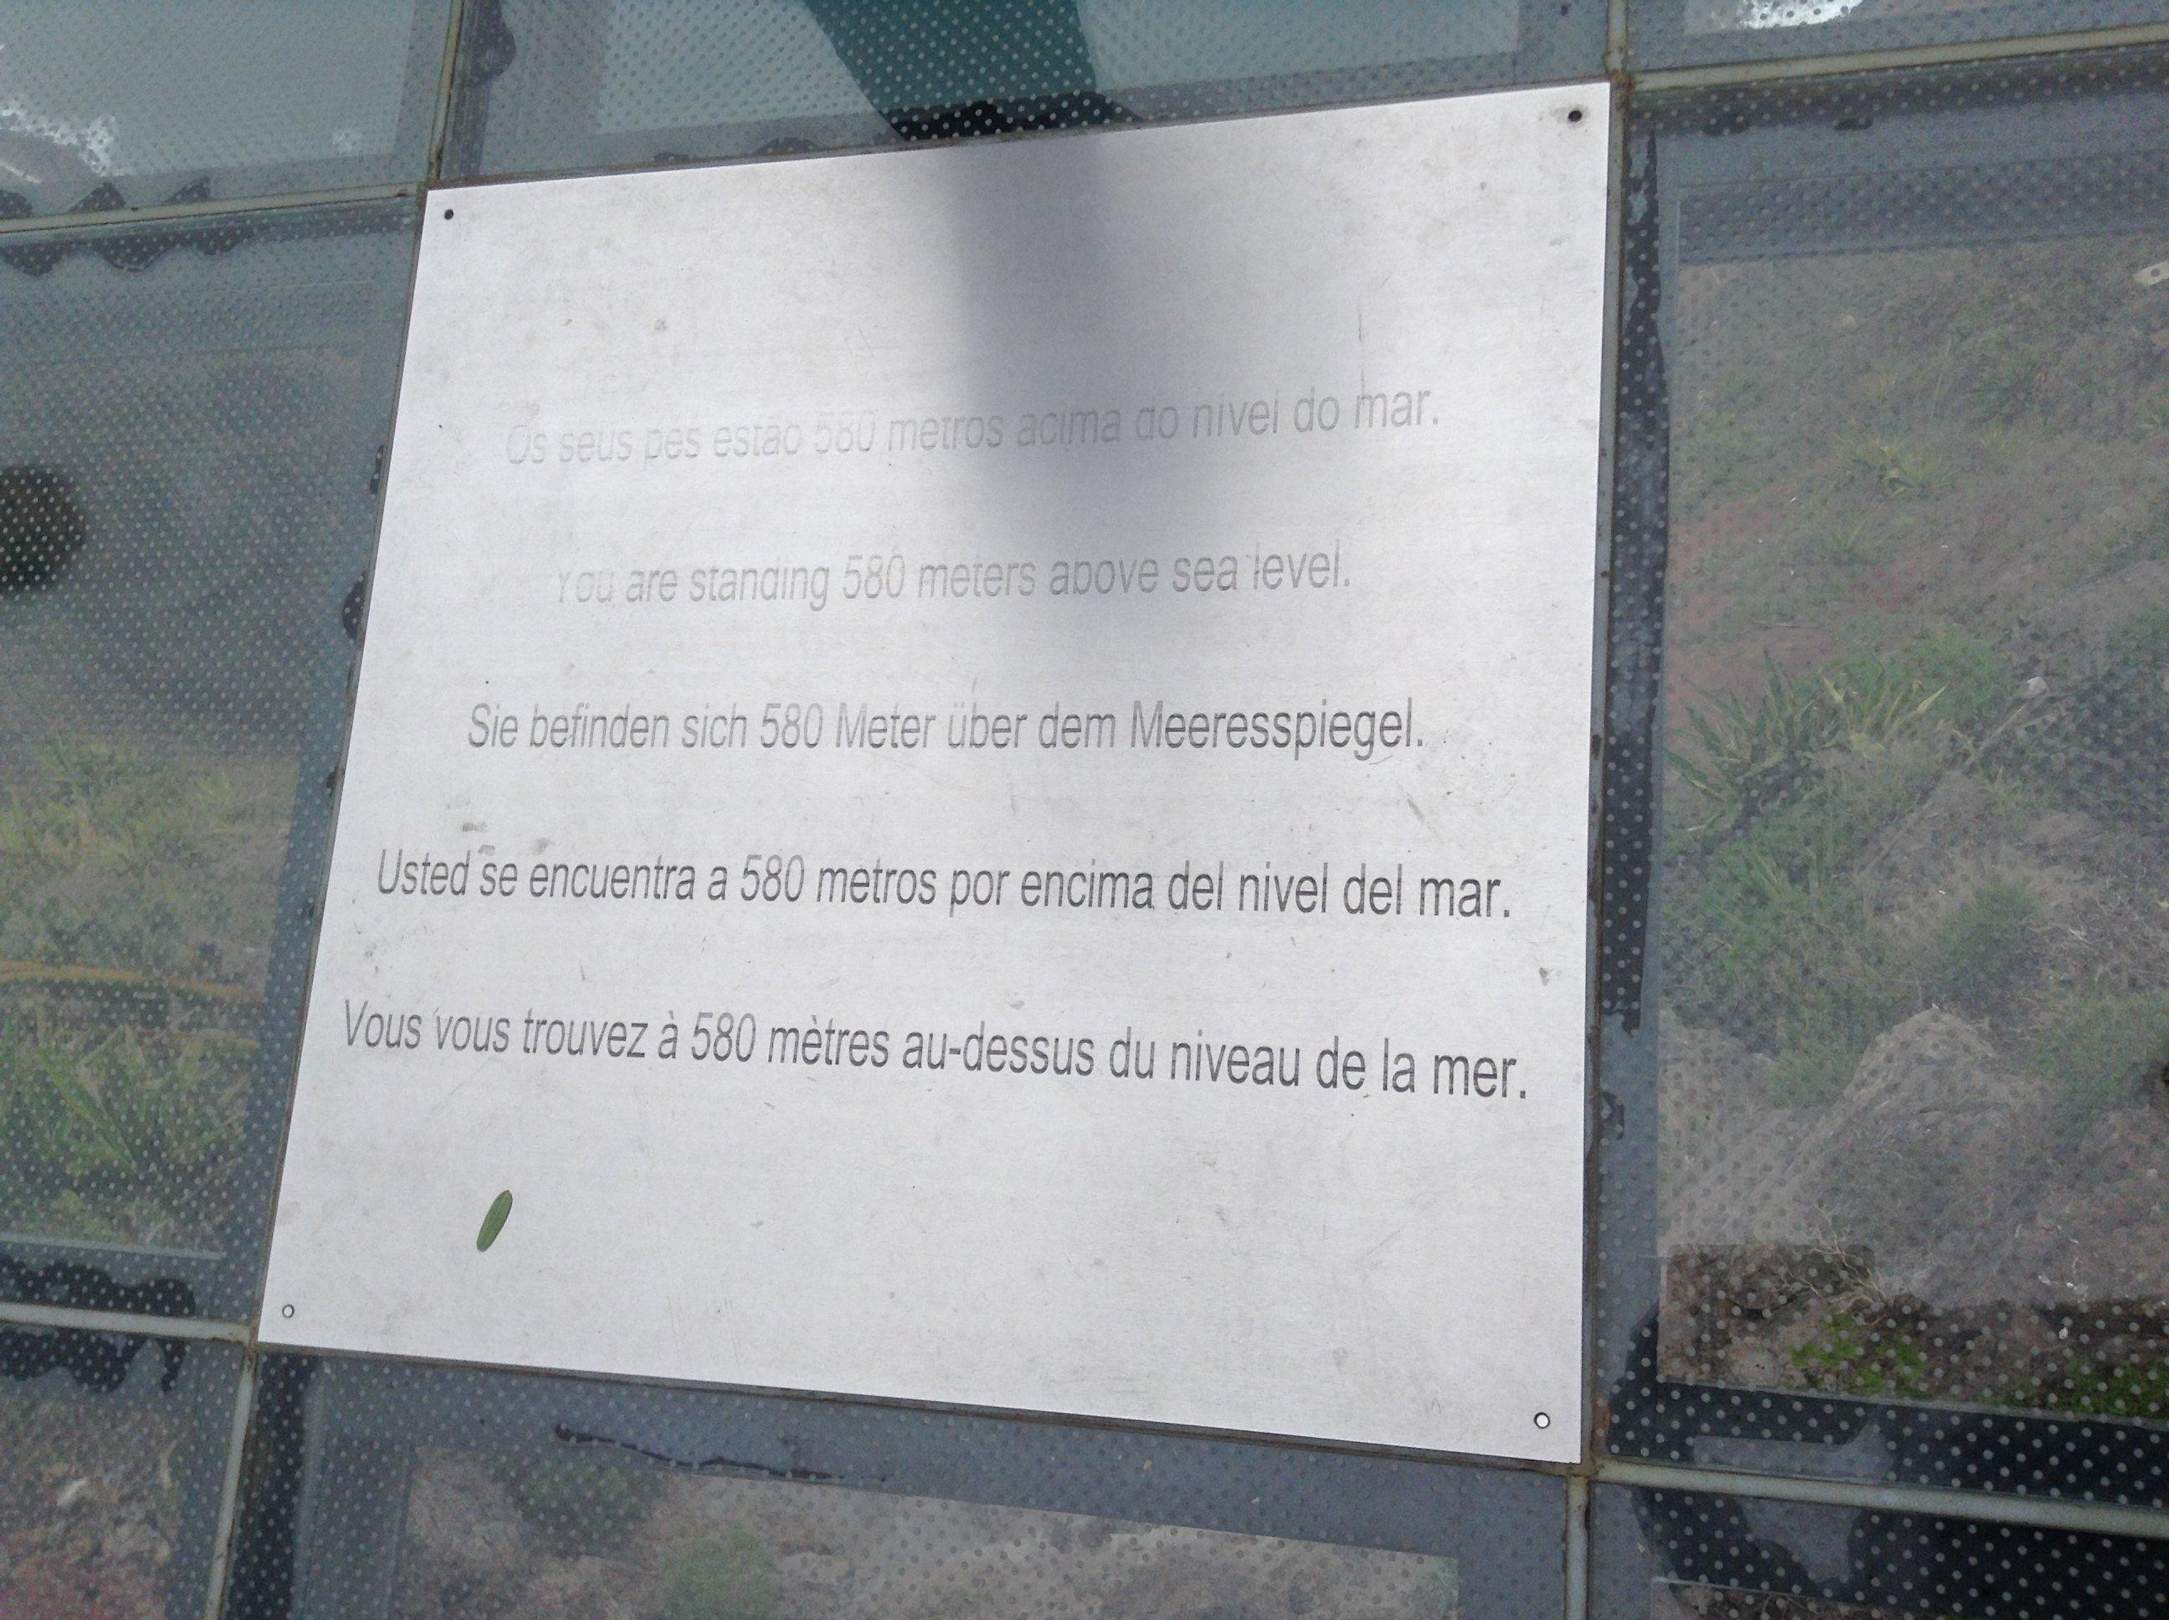 Os seus pés estão 580 metros acima do nível do mar.
You are standing 580 meters above sea level.
Sie befinden sich 580 Meter über dem Meeresspiegel.
Usted se encuentra a 580 metros por encima del nivel del mar.
Vous vous trouvez à 580 mètres au-dessus du niveau de la mer.